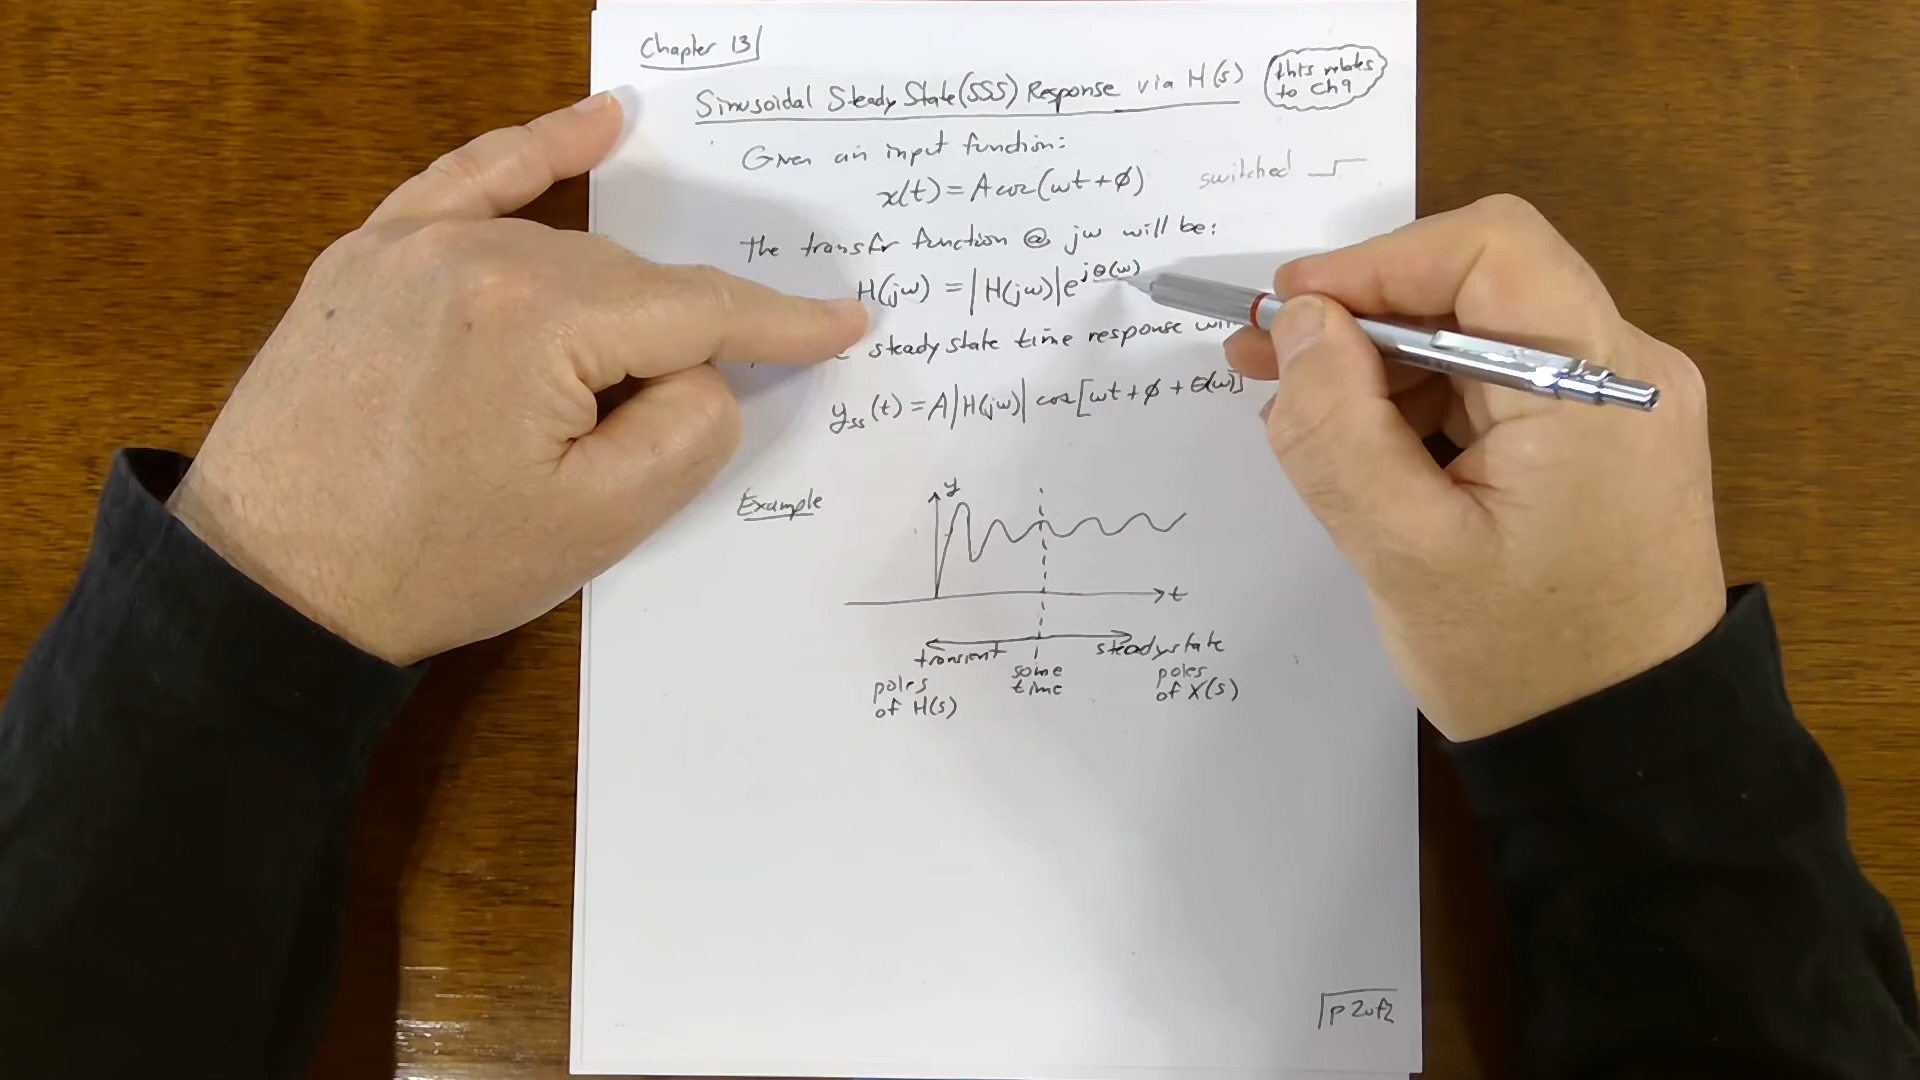 Chapter 13
Sinusoidal Steady State (SSS) Response via H(s)
this relates
to Ch9
Given an input function:
x(t) = A cos(ωt + φ)
switched
The transfr function @ jω will be:
H(jω) = |H(jω)|e^jθ(ω)
steady state time response
y_ss(t) = A|H(jω)| cos[ωt + φ + θ(ω)]
Example
y
t
transient
some
time
steady state
poles
of H(s)
poles
of X(s)
p 2 of 2